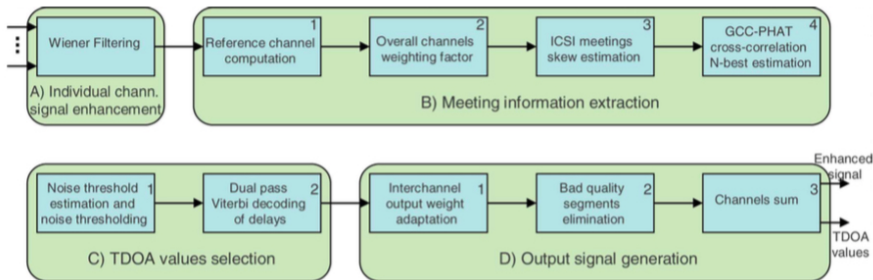 Wiener Filtering
A) Individual chann.
signal enhancement
1
Reference channel
computation
2
Overall channels
weighting factor
3
ICSI meetings
skew estimation
4
GCC-PHAT
cross-correlation
N-best estimation
B) Meeting information extraction
Noise threshold
1
estimation and
noise thresholding
Dual pass
2
Viterbi decoding
of delays
C) TDOA values selection
Interchannel
1
output weight
adaptation
Bad quality
2
segments
elimination
3
Channels sum
D) Output signal generation
Enhanced
signal
TDOA
values